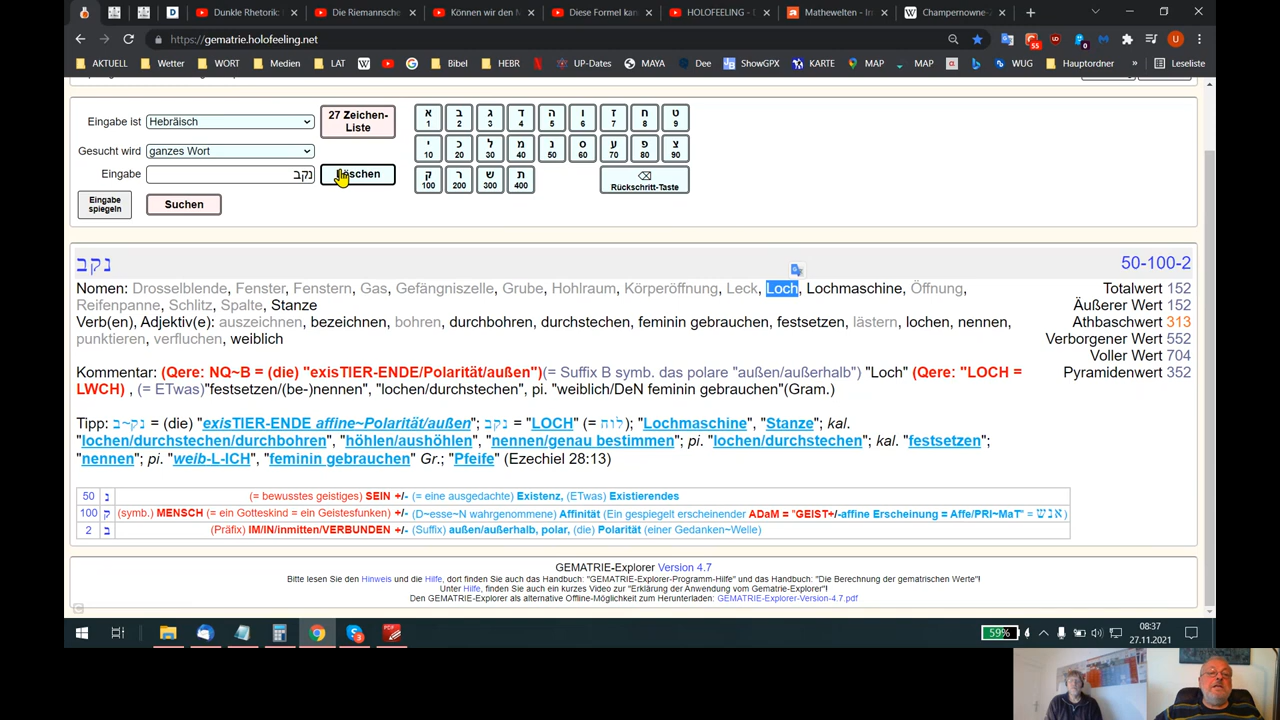 Dunkle Rhetorik: Die Riemannsche Können wir den M Diese Formel kan HOLOFEELING - Mathewelten - Champernowne-Z
https://gematrie.holofeeling.net
AKTUELL Wetter WORT Medien LAT Bibel HEBR UP-Dates MAYA Dee ShowGPX KARTE MAP MAP WUG Hauptordner » Leseliste
Eingabe ist Hebräisch 27 Zeichen-Liste
Gesucht wird ganzes Wort
Eingabe נקב Löschen
Eingabe spiegeln Suchen
א 1 ב 2 ג 3 ד 4 ה 5 ו 6 ז 7 ח 8 ט 9
י 10 כ 20 ל 30 מ 40 נ 50 ס 60 ע 70 פ 80 צ 90
ק 100 ר 200 ש 300 ת 400 Rückschritt-Taste
נקב 50-100-2
Nomen: Drosselblende, Fenster, Fenstern, Gas, Gefängniszelle, Grube, Hohlraum, Körperöffnung, Leck, Loch, Lochmaschine, Öffnung,
Reifenpanne, Schlitz, Spalte, Stanze
Verb(en), Adjektiv(e): auszeichnen, bezeichnen, bohren, durchbohren, durchstechen, feminin gebrauchen, festsetzen, lästern, lochen, nennen,
punktieren, verfluchen, weiblich
Totalwert 152
Äußerer Wert 152
Athbaschwert 313
Verborgener Wert 552
Voller Wert 704
Pyramidenwert 352
Kommentar: (Qere: NQ~B = (die) "exisTIER-ENDE/Polarität/außen")(= Suffix B symb. das polare "außen/außerhalb") "Loch" (Qere: "LOCH =
LWCH) , (= ETwas)"festsetzen/(be-)nennen", "lochen/durchstechen", pi. "weiblich/DeN feminin gebrauchen"(Gram.)
Tipp: נק~ב = (die) "exisTIER-ENDE affine~Polarität/außen"; נקב = "LOCH" (= לוח); "Lochmaschine", "Stanze"; kal.
"lochen/durchstechen/durchbohren", "höhlen/aushöhlen", "nennen/genau bestimmen"; pi. "lochen/durchstechen"; kal. "festsetzen";
"nennen"; pi. "weib-L-ICH", "feminin gebrauchen" Gr.; "Pfeife" (Ezechiel 28:13)
50 נ (= bewusstes geistiges) SEIN +/- (= eine ausgedachte) Existenz, (ETwas) Existierendes
100 ק (symb.) MENSCH (= ein Gotteskind = ein Geistesfunken) +/- (D~esse~N wahrgenommene) Affinität (Ein gespiegelt erscheinender ADaM = "GEIST+/-affine Erscheinung = Affe/PRI~MaT" = אנש)
2 ב (Präfix) IM/IN/inmitten/VERBUNDEN +/- (Suffix) außen/außerhalb, polar, (die) Polarität (einer Gedanken~Welle)
GEMATRIE-Explorer Version 4.7
Bitte lesen Sie den Hinweis und die Hilfe, dort finden Sie auch das Handbuch: "GEMATRIE-Explorer-Programm-Hilfe" und das Handbuch: "Die Berechnung der gematrischen Werte"!
Unter Hilfe, finden Sie auch ein kurzes Video zur "Erklärung der Anwendung vom Gematrie-Explorer"!
Den GEMATRIE-Explorer als alternative Offline-Möglichkeit zum Herunterladen: GEMATRIE-Explorer-Version-4.7.pdf
59% 08:37
27.11.2021